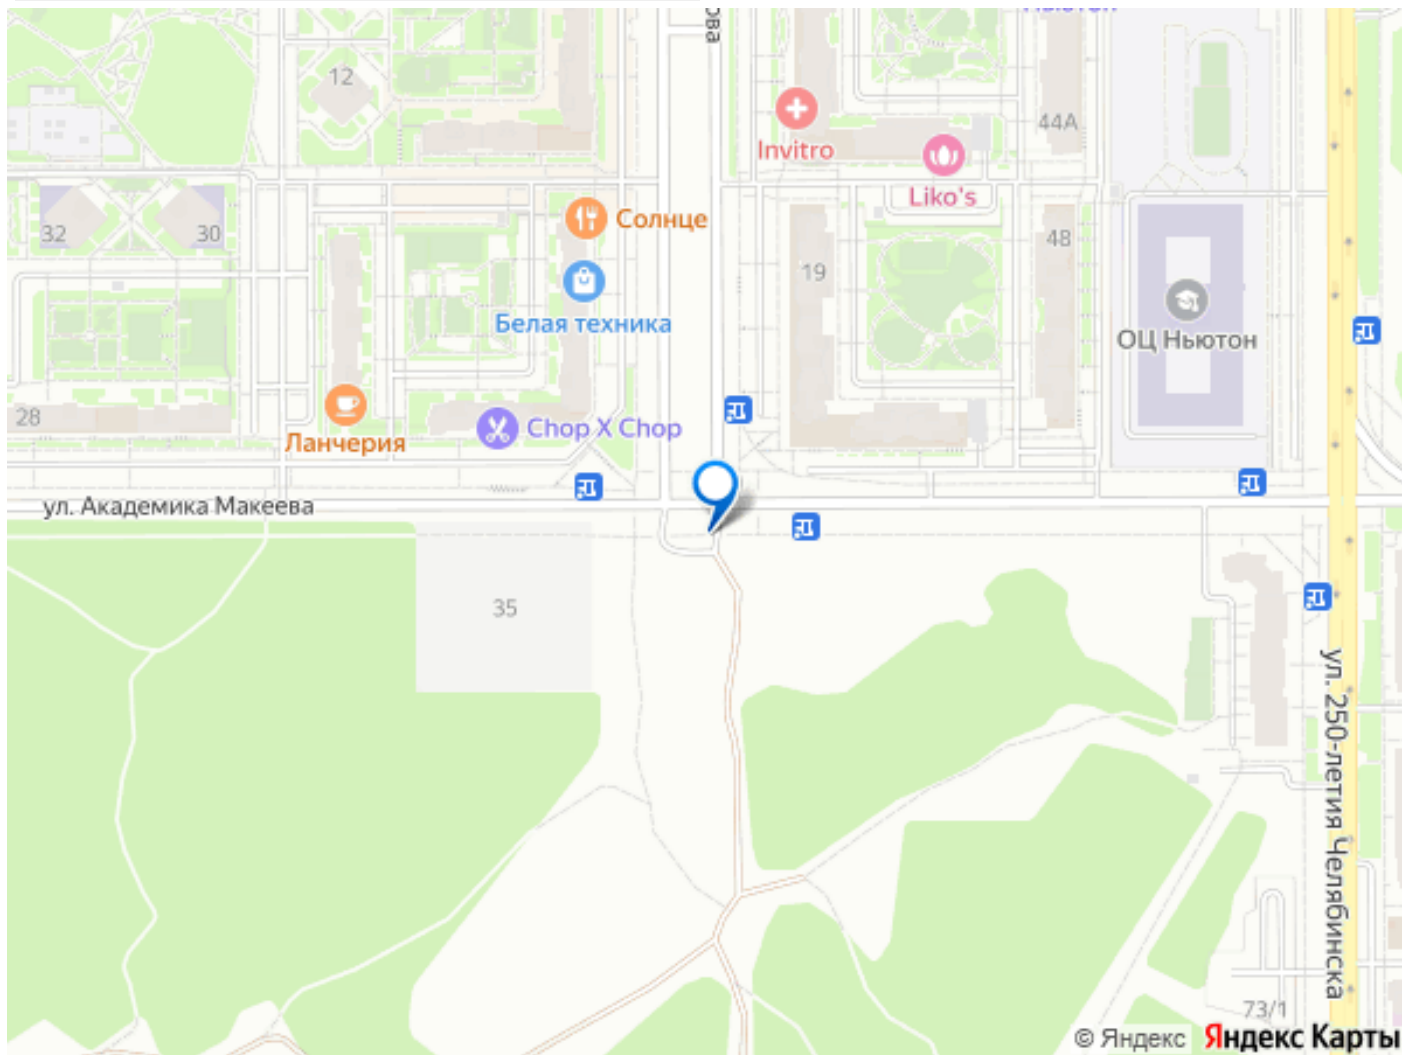 12
44А
Invitro
Liko's
32
30
Солнце
48
19
Белая техника
ОЦ Ньютон
28
Ланчерия
Chop X Chop
ул. Академика Макеева
35
ул. 250-летия Челябинска
73/1
© Яндекс Яндекс Карты